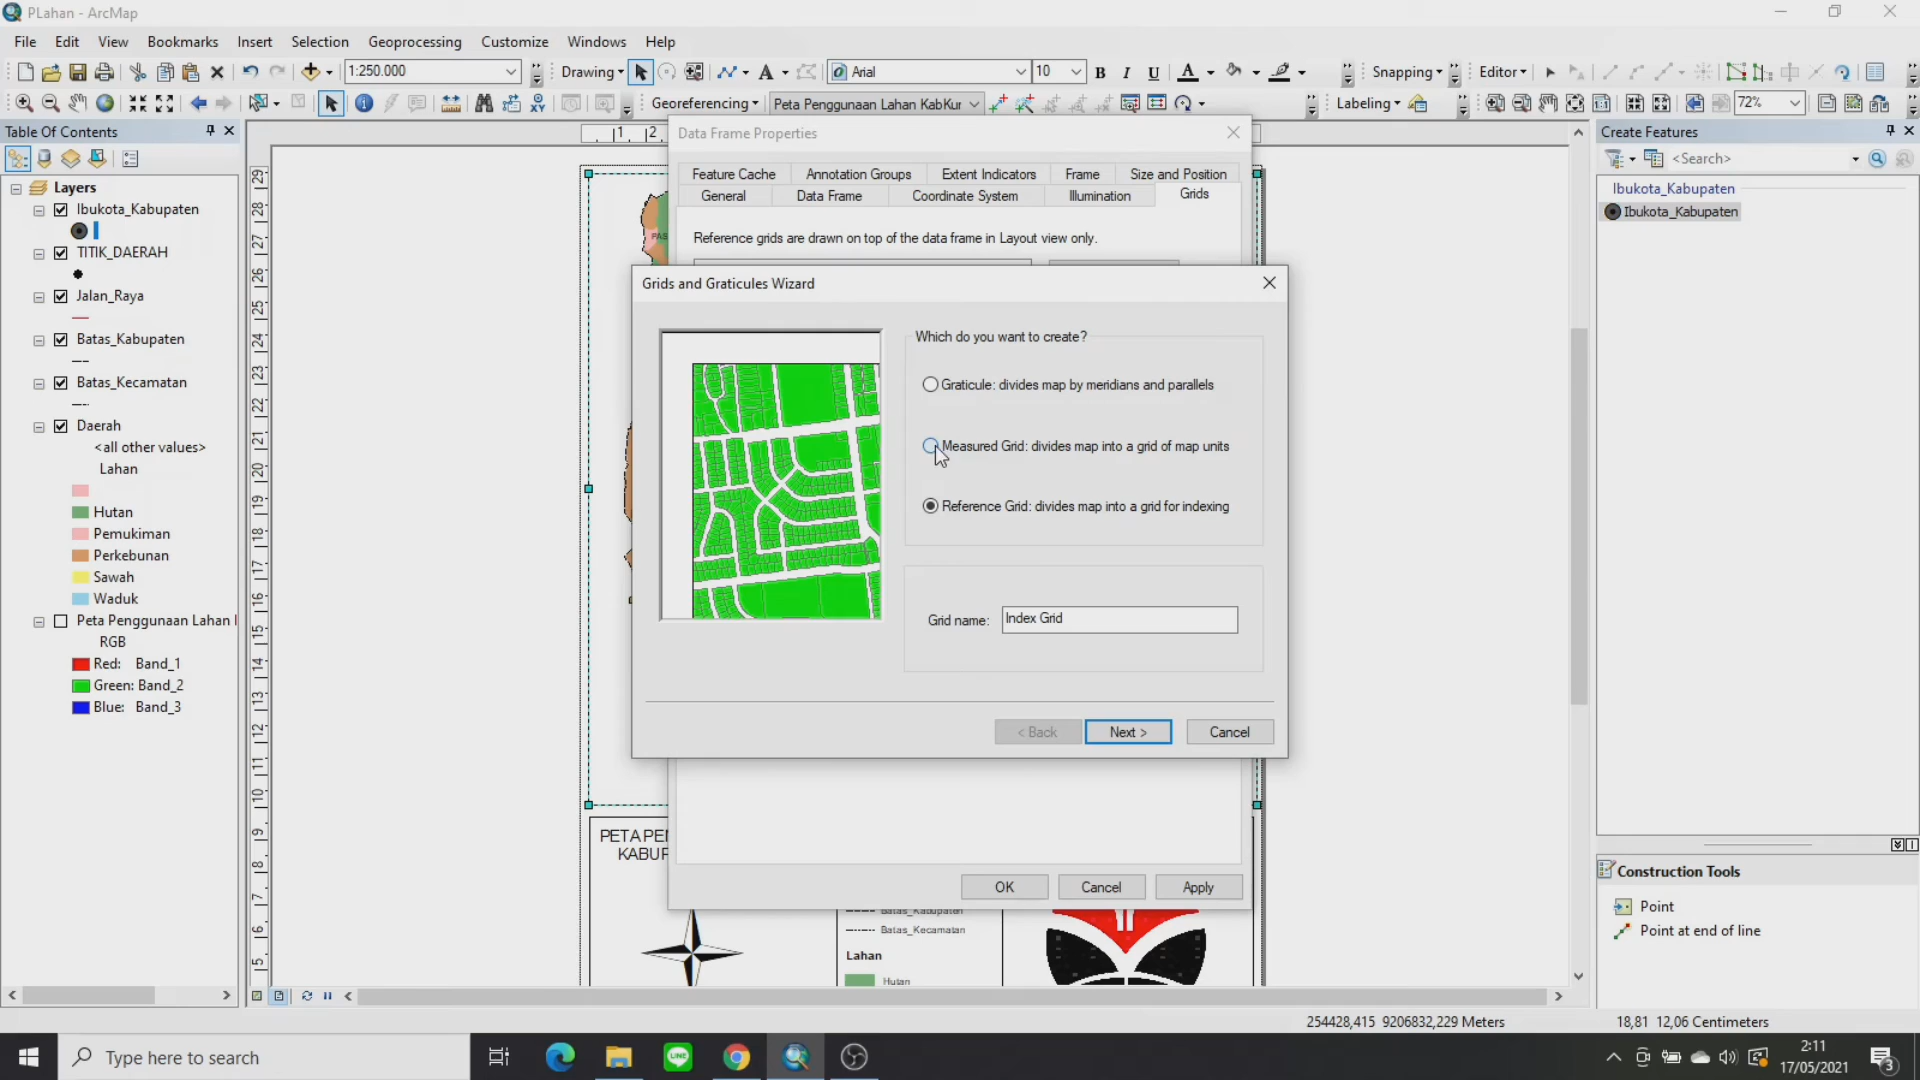 PLahan - ArcMap
File Edit View Bookmarks Insert Selection Geoprocessing Customize Windows Help
1:250.000 Drawing Arial 10 B I U A Snapping Editor
Georeferencing Peta Penggunaan Lahan KabKur Labeling 72%
Table Of Contents
Layers
Ibukota_Kabupaten
TITIK_DAERAH
Jalan_Raya
Batas_Kabupaten
Batas_Kecamatan
Daerah
<all other values>
Lahan
Hutan
Pemukiman
Perkebunan
Sawah
Waduk
Peta Penggunaan Lahan
RGB
Red: Band_1
Green: Band_2
Blue: Band_3
Data Frame Properties
Feature Cache Annotation Groups Extent Indicators Frame Size and Position
General Data Frame Coordinate System Illumination Grids
Reference grids are drawn on top of the data frame in Layout view only.
Grids and Graticules Wizard
Which do you want to create?
Graticule: divides map by meridians and parallels
Measured Grid: divides map into a grid of map units
Reference Grid: divides map into a grid for indexing
Grid name: Index Grid
< Back Next > Cancel
OK Cancel Apply
PETA PE
KABUF
Batas_Kabupaten
Batas_Kecamatan
Lahan
Hutan
Create Features
<Search>
Ibukota_Kabupaten
Ibukota_Kabupaten
Construction Tools
Point
Point at end of line
254428,415 9206832,229 Meters 18,81 12,06 Centimeters
Type here to search
LINE
2:11
17/05/2021
3